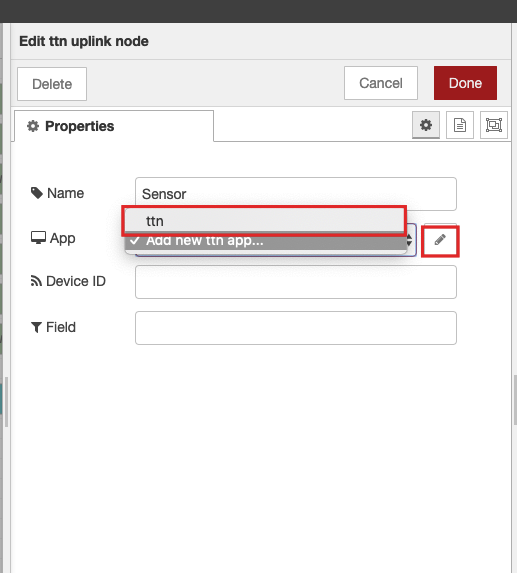 Edit ttn uplink node
Delete
Cancel
Done
Properties
Name
Sensor
ttn
App
✓ Add new ttn app...
Device ID
Field